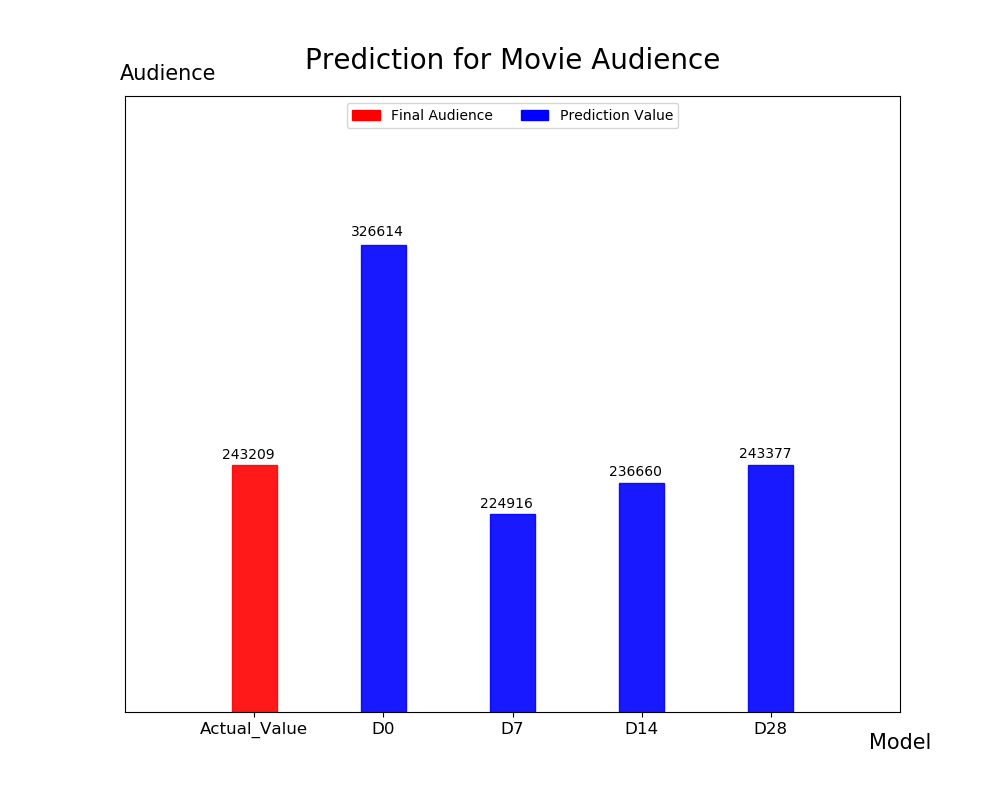 Prediction for Movie Audience
Audience
Final Audience Prediction Value
326614
243209
243377
236660
224916
Actual_Value D0 D7 D14 D28
Model